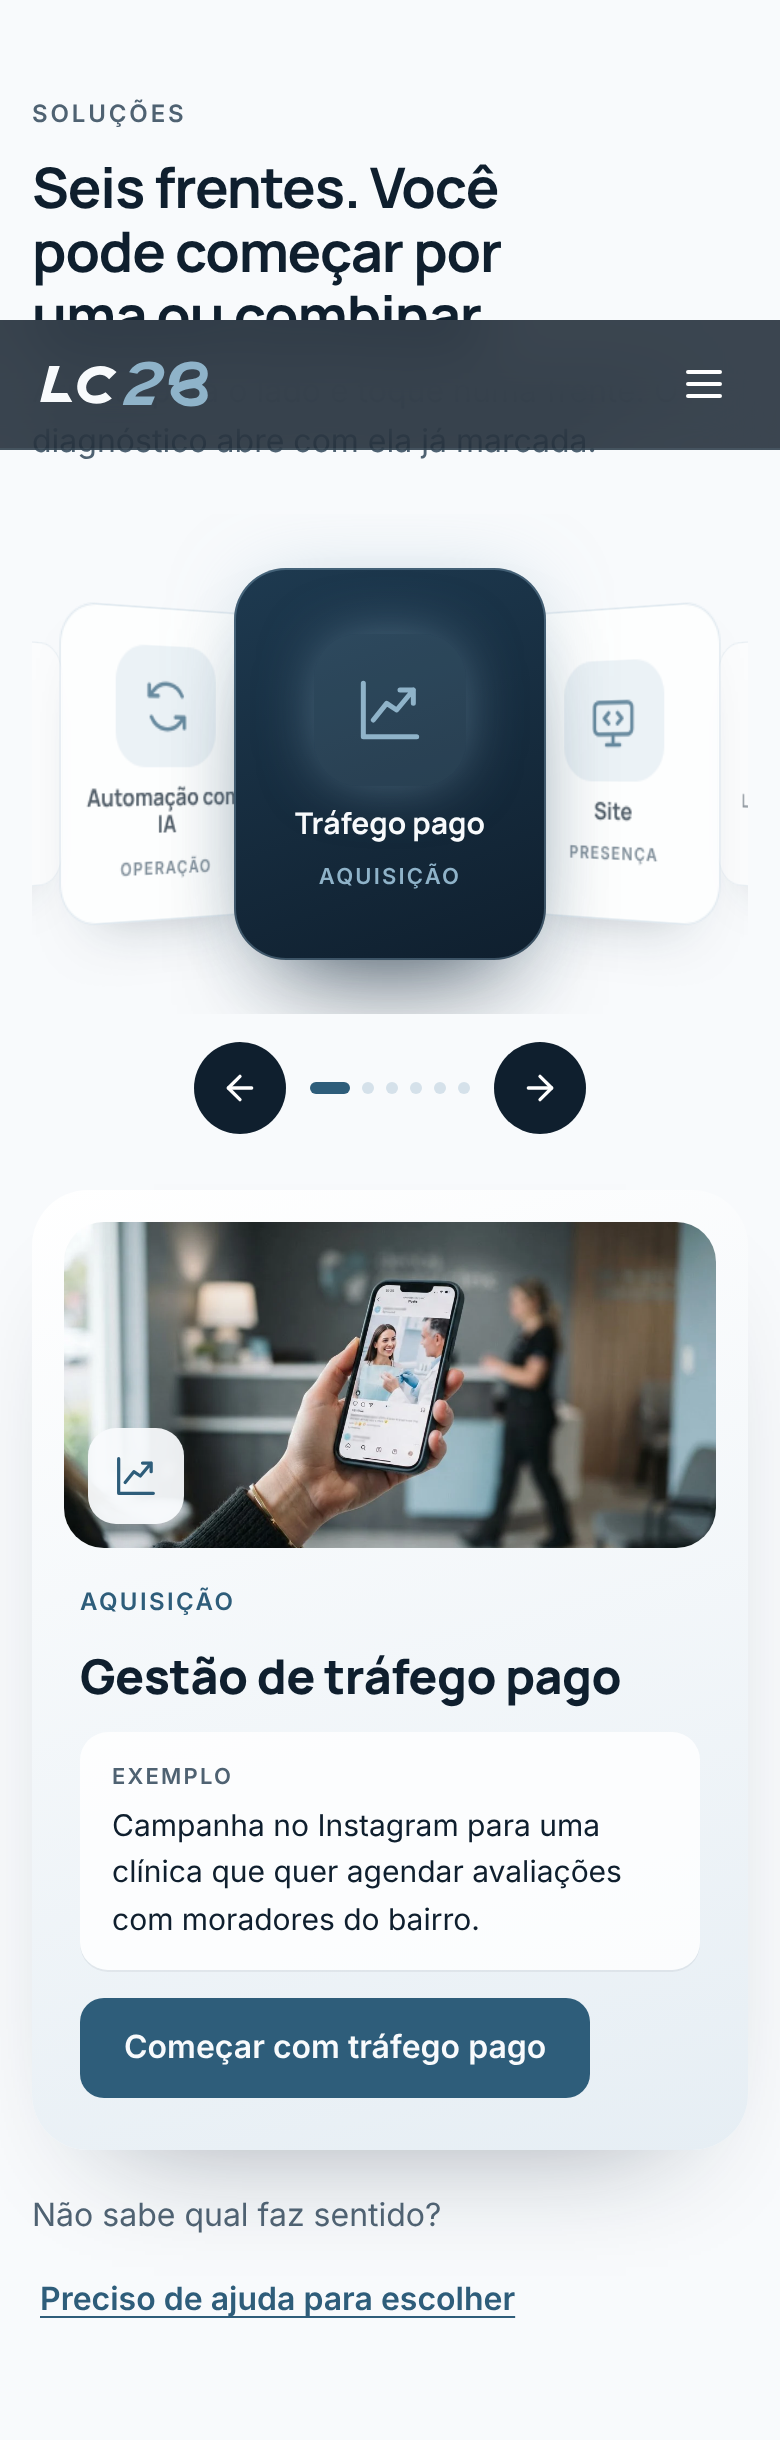 SOLUÇÕES
Seis frentes. Você
pode começar por
uma ou combinar
LC28
diagnóstico abre com ela já marcada.
Automação com
IA
OPERAÇÃO
Tráfego pago
AQUISIÇÃO
Site
PRESENÇA
AQUISIÇÃO
Gestão de tráfego pago
EXEMPLO
Campanha no Instagram para uma
clínica que quer agendar avaliações
com moradores do bairro.
Começar com tráfego pago
Não sabe qual faz sentido?
Preciso de ajuda para escolher